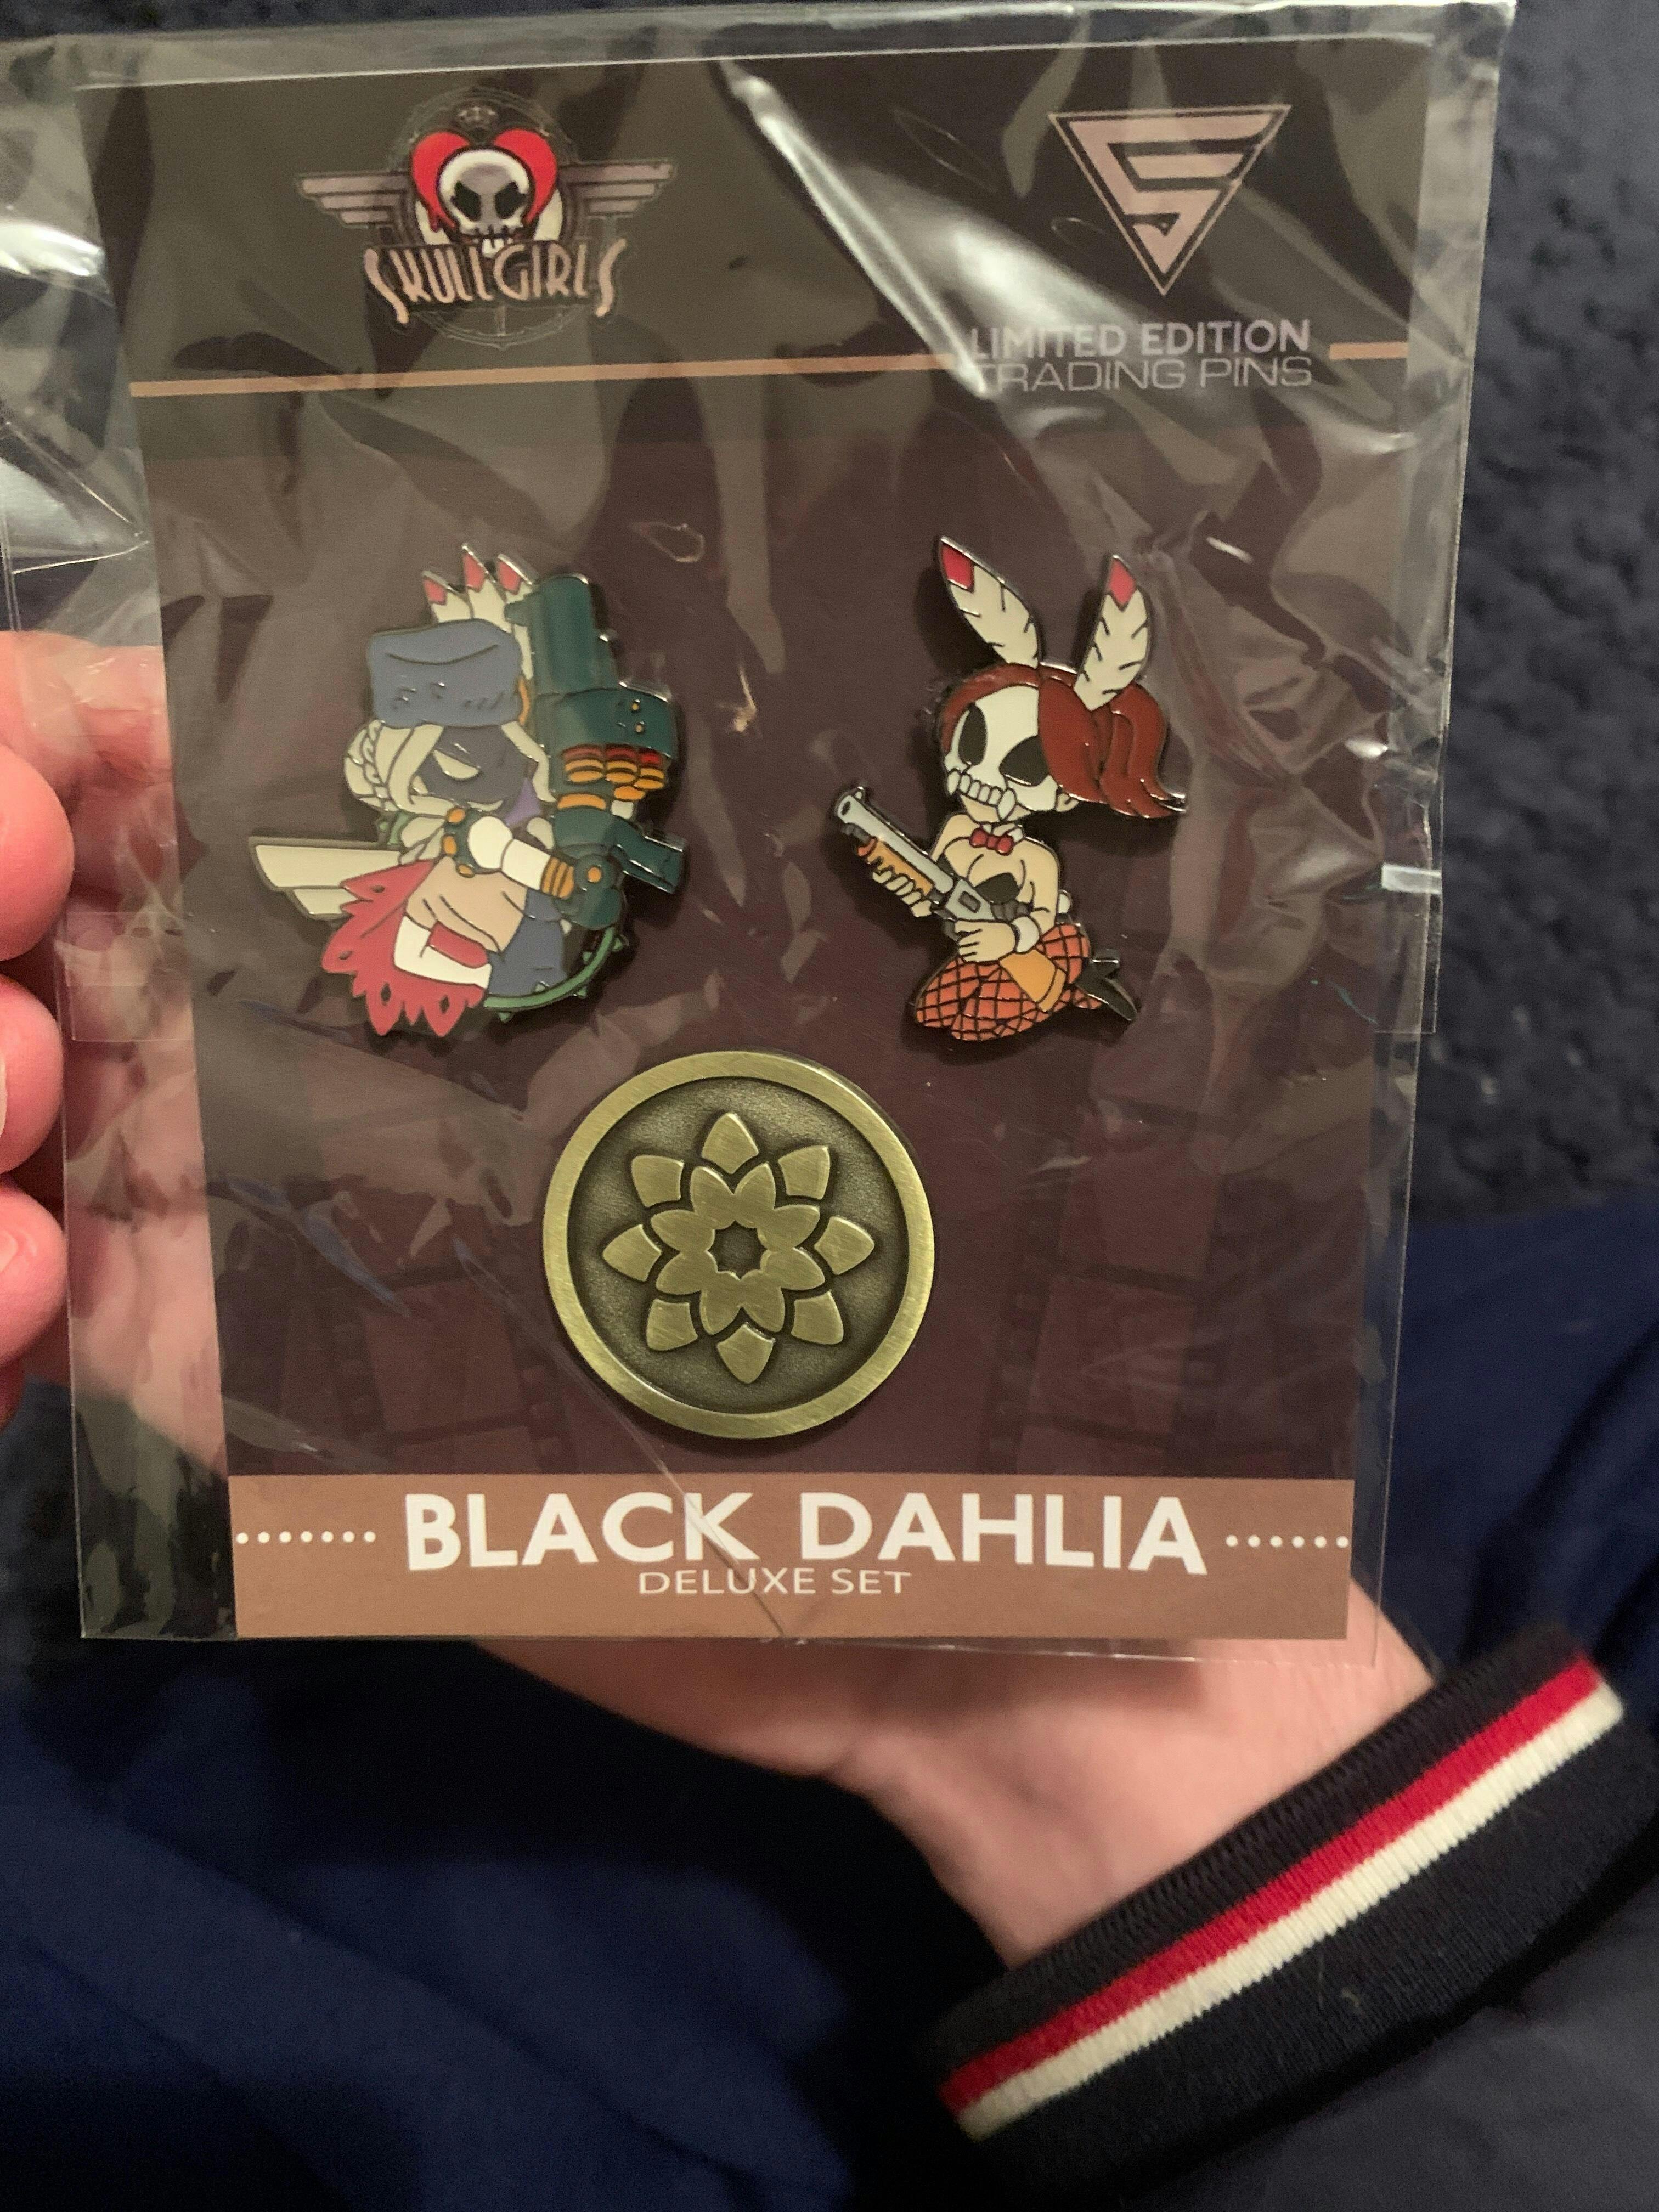 SKULLGIRLS
LIMITED EDITION
TRADING PINS
BLACK DAHLIA
DELUXE SET